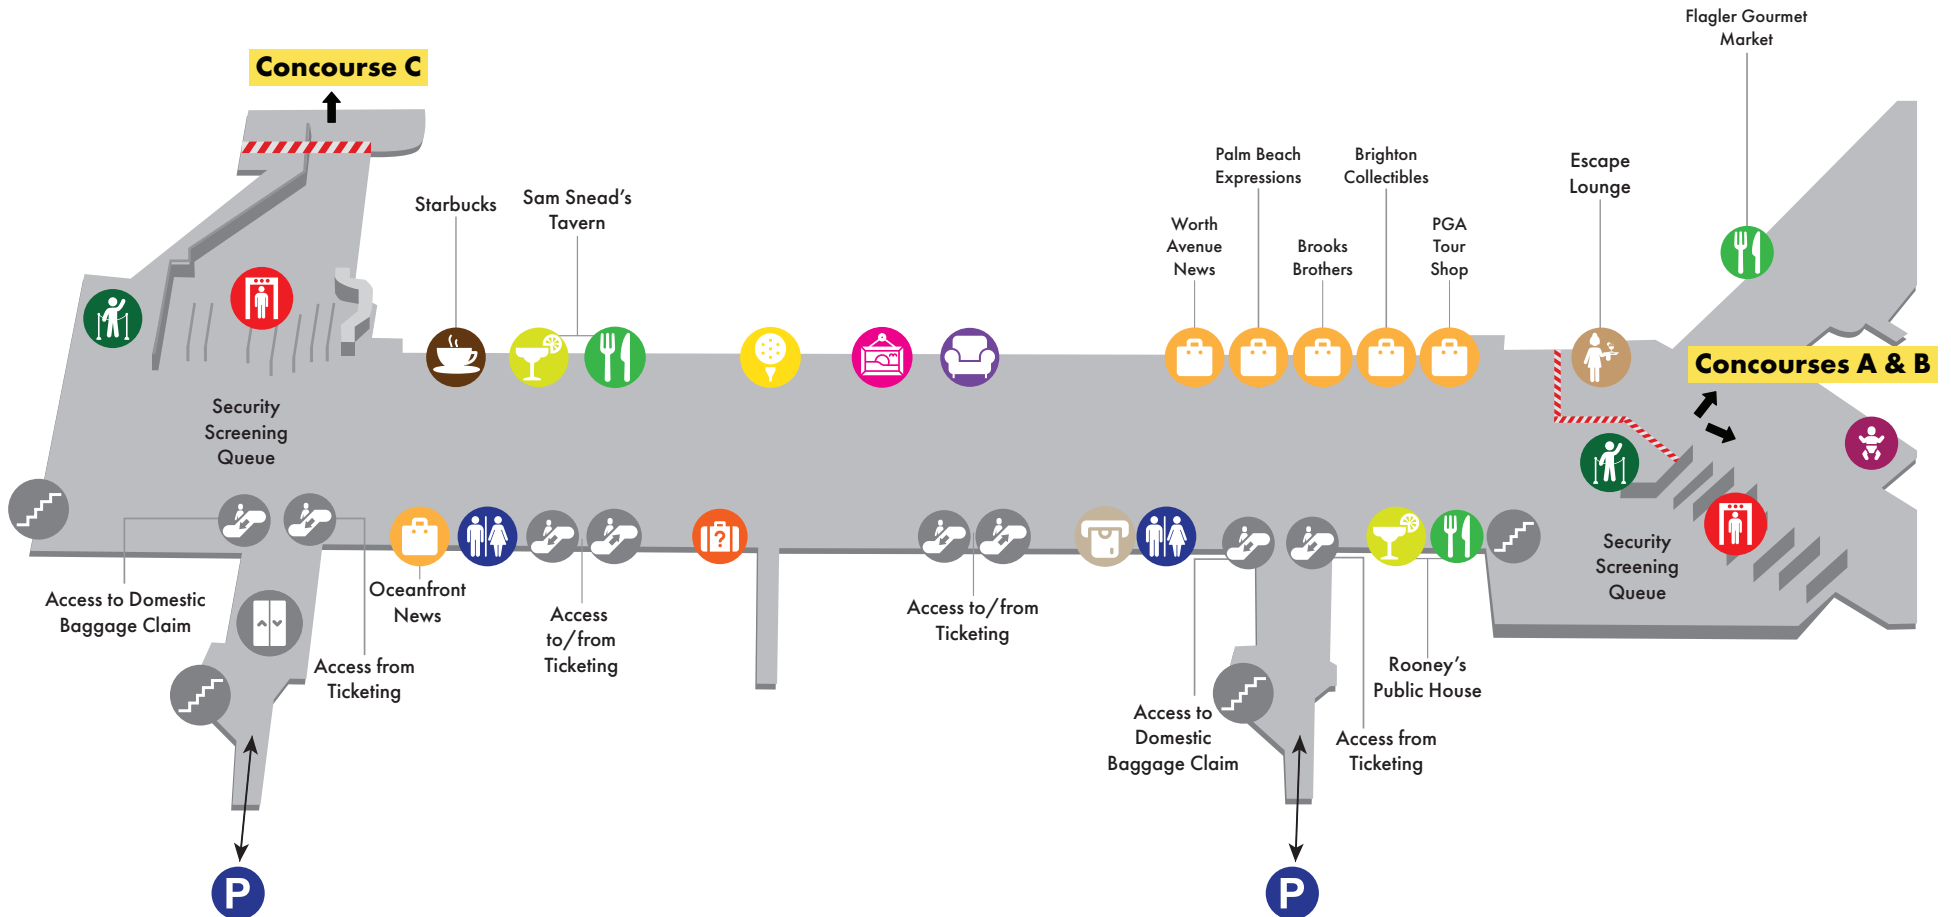 Flagler Gourmet
Market
Concourse C
Palm Beach
Expressions
Brighton
Collectibles
Escape
Lounge
Starbucks
Sam Snead's
Tavern
Worth
Avenue
News
Brooks
Brothers
PGA
Tour
Shop
Concourses A & B
Security
Screening
Queue
?
Security
Screening
Queue
Access to Domestic
Baggage Claim
Oceanfront
News
Access
to/from
Ticketing
Access to/from
Ticketing
Access from
Ticketing
Rooney's
Public House
Access to
Domestic
Baggage Claim
Access from
Ticketing
P
P